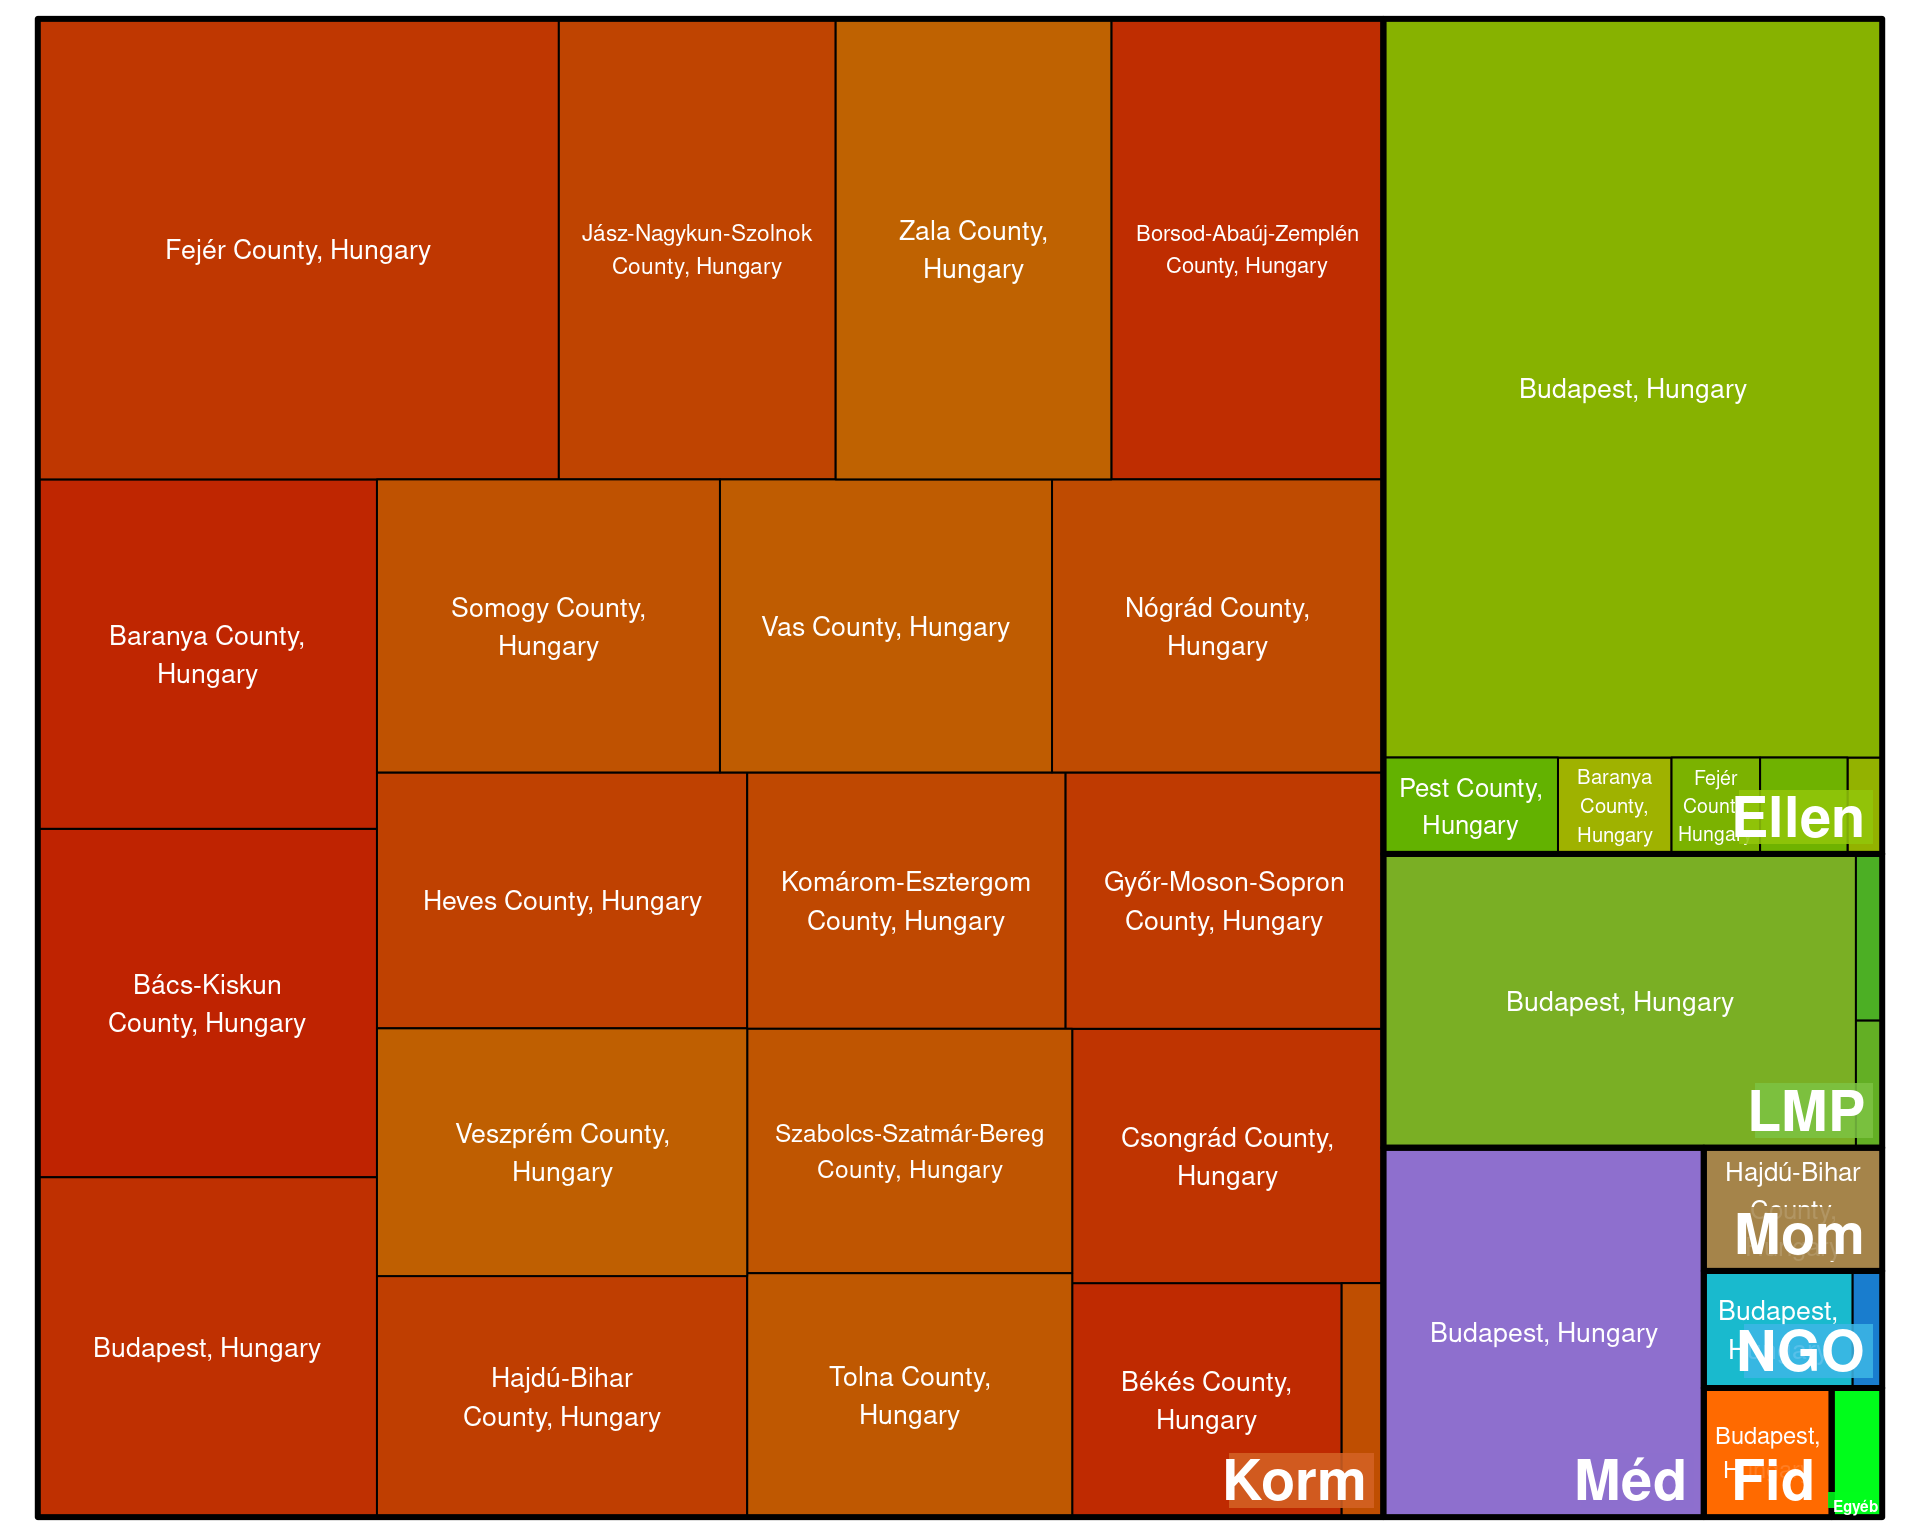 Fejér County, Hungary
Jász-Nagykun-Szolnok
County, Hungary
Zala County,
Hungary
Borsod-Abaúj-Zemplén
County, Hungary
Baranya County,
Hungary
Somogy County,
Hungary
Vas County, Hungary
Nógrád County,
Hungary
Bács-Kiskun
County, Hungary
Heves County, Hungary
Komárom-Esztergom
County, Hungary
Győr-Moson-Sopron
County, Hungary
Veszprém County,
Hungary
Szabolcs-Szatmár-Bereg
County, Hungary
Csongrád County,
Hungary
Budapest, Hungary
Hajdú-Bihar
County, Hungary
Tolna County,
Hungary
Békés County,
Hungary
Korm
Budapest, Hungary
Pest County,
Hungary
Baranya
County,
Hungary
Fejér
County,
Hungary
Ellen
Budapest, Hungary
LMP
Budapest, Hungary
Méd
Hajdú-Bihar
County,
Mom
Budapest,
NGO
Budapest,
Fid
Egyéb